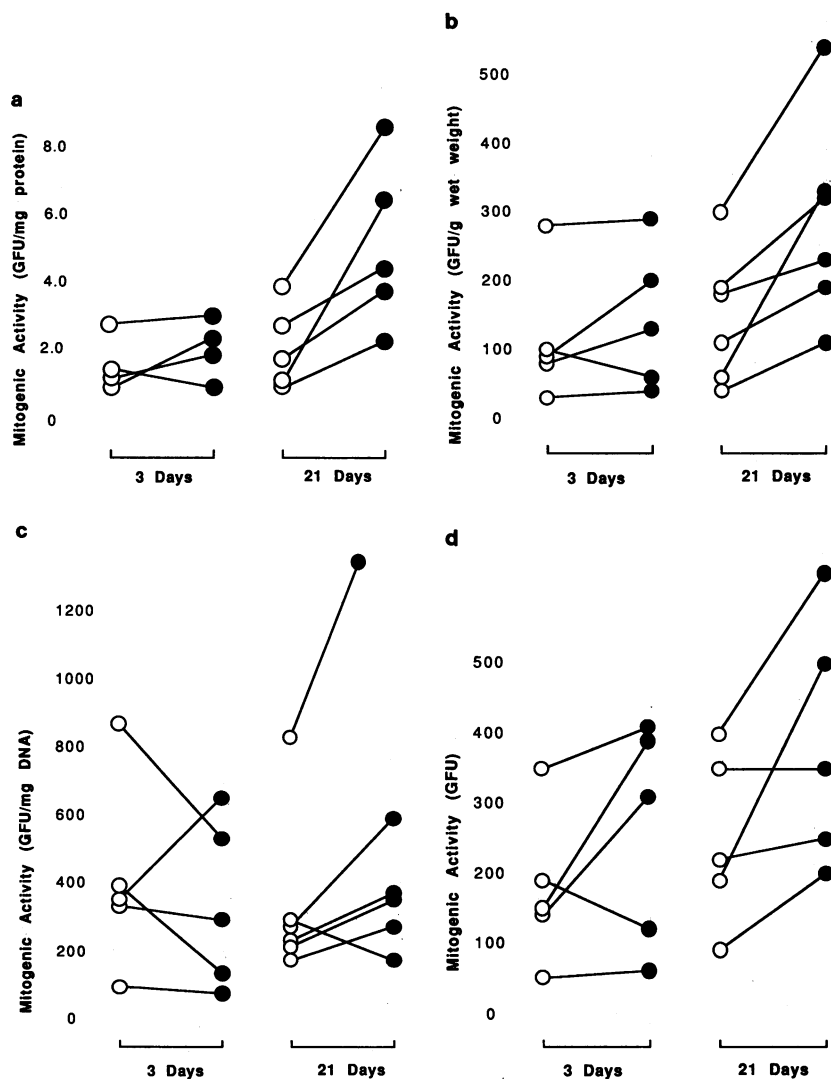 a
Mitogenic Activity (GFU/mg protein)
8.0
6.0
4.0
2.0
0
3 Days
21 Days
b
Mitogenic Activity (GFU/g wet weight)
500
400
300
200
100
0
3 Days
21 Days
c
Mitogenic Activity (GFU/mg DNA)
1200
1000
800
600
400
200
0
3 Days
21 Days
d
Mitogenic Activity (GFU)
500
400
300
200
100
0
3 Days
21 Days